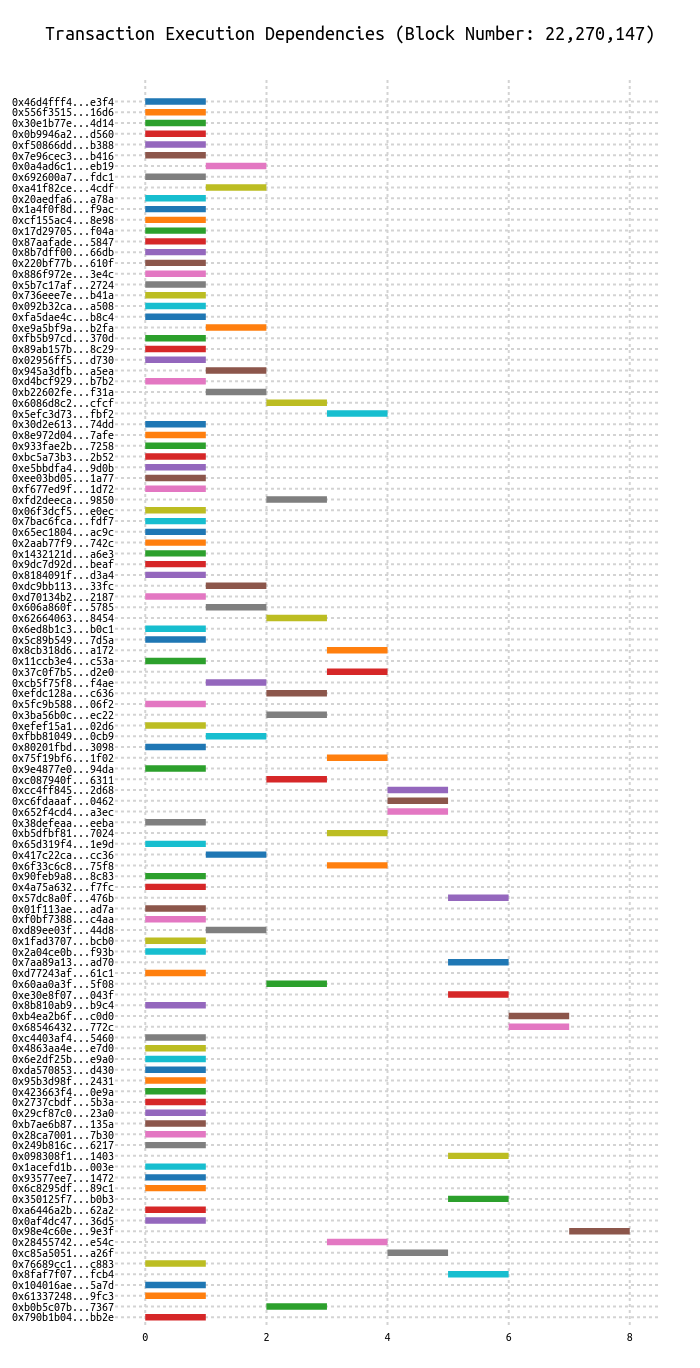 Transaction Execution Dependencies (Block Number: 22,270,147)
0x46d4fff4...e3f4
0x556f3515...16d6
0x30e1b77e...4d14
0x0b9946a2...d560
0xf50866dd...b388
0x7e96cec3...b416
0x0a4ad6c1...eb19
0x692600a7...fdc1
0xa41f82ce...4cdf
0x20aedfa6...a78a
0x1a4f0f8d...f9ac
0xcf155ac4...8e98
0x17d29705...f04a
0x87aafade...5847
0x8b7dff00...66db
0x220bf77b...610f
0x886f972e...3e4c
0x5b7c17af...2724
0x736eee7e...b41a
0x092b32ca...a508
0xfa5dae4c...b8c4
0xe9a5bf9a...b2fa
0xfb5b97cd...370d
0x89ab157b...8c29
0x02956ff5...d730
0x945a3dfb...a5ea
0xd4bcf929...b7b2
0xb22602fe...f31a
0x6086d8c2...cfcf
0x5efc3d73...fbf2
0x30d2e613...74dd
0x8e972d04...7afe
0x933fae2b...7258
0xbc5a73b3...2b52
0xe5bbdfa4...9d0b
0xee03bd05...1a77
0xf677ed9f...1d72
0xfd2deeca...9850
0x06f3dcf5...e0ec
0x7bac6fca...fdf7
0x65ec1804...ac9c
0x2aab77f9...742c
0x1432121d...a6e3
0x9dc7d92d...beaf
0x8184091f...d3a4
0xdc9bb113...33fc
0xd70134b2...2187
0x606a860f...5785
0x62664063...8454
0x6ed8b1c3...b0c1
0x5c89b549...7d5a
0x8cb318d6...a172
0x11ccb3e4...c53a
0x37c0f7b5...d2e0
0xcb5f75f8...f4ae
0xefdc128a...c636
0x5fc9b588...06f2
0x3ba56b0c...ec22
0xefef15a1...02d6
0xfbb81049...0cb9
0x80201fbd...3098
0x75f19bf6...1f02
0x9e4877e0...94da
0xc087940f...6311
0xcc4ff845...2d68
0xc6fdaaaf...0462
0x652f4cd4...a3ec
0x38defeaa...eeba
0xb5dfbf81...7024
0x65d319f4...1e9d
0x417c22ca...cc36
0x6f33c6c8...75f8
0x90feb9a8...8c83
0x4a75a632...f7fc
0x57dc8a0f...476b
0x01f113ae...ad7a
0xf0bf7388...c4aa
0xd89ee03f...44d8
0x1fad3707...bcb0
0x2a04ce0b...f93b
0x7aa89a13...ad70
0xd77243af...61c1
0x60aa0a3f...5f08
0xe30e8f07...043f
0x8b810ab9...b9c4
0xb4ea2b6f...c0d0
0x68546432...772c
0xc4403af4...5460
0x4863aa4e...e7d0
0x6e2df25b...e9a0
0xda570853...d430
0x95b3d98f...2431
0x423663f4...0e9a
0x2737cbdf...5b3a
0x29cf87c0...23a0
0xb7ae6b87...135a
0x28ca7001...7b30
0x249b816c...6217
0x098308f1...1403
0x1acefd1b...003e
0x93577ee7...1472
0x6c8295df...89c1
0x350125f7...b0b3
0xa6446a2b...62a2
0x0af4dc47...36d5
0x98e4c60e...9e3f
0x28455742...e54c
0xc85a5051...a26f
0x76689cc1...c883
0x8faf7f07...fcb4
0x104016ae...5a7d
0x61337248...9fc3
0xb0b5c07b...7367
0x790b1b04...bb2e
0 2 4 6 8